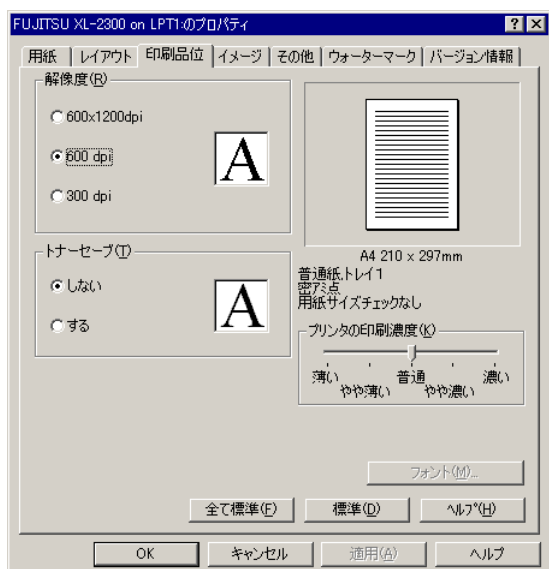 FUJITSU XL-2300 on LPT1:のプロパティ
用紙 レイアウト 印刷品位 イメージ その他 ウォーターマーク バージョン情報
解像度(R)
600x1200dpi
600 dpi
300 dpi
A
A4 210 x 297mm
普通紙,トレイ1
密アミ点
用紙サイズチェックなし
トナーセーブ(T)
しない
する
A
プリンタの印刷濃度(K)
薄い 普通 濃い
やや薄い やや濃い
フォント(M)...
全て標準(F) 標準(D) ヘルプ(H)
OK キャンセル 適用(A) ヘルプ